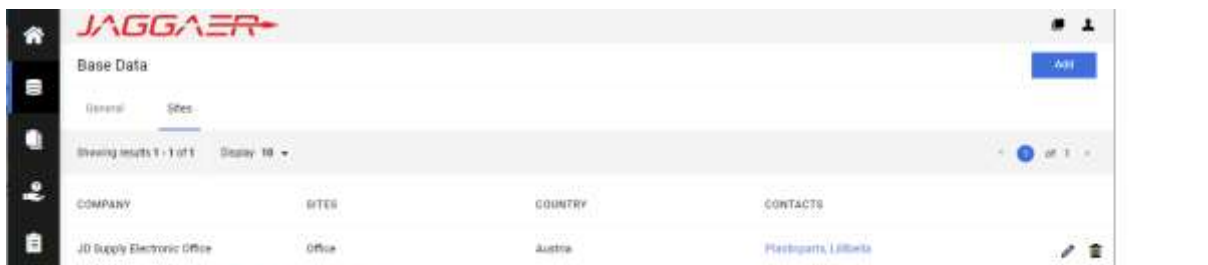 JAGGAER
Base Data
Add
General Sites
Showing results 1 - 1 of 1 Display 10
1 of 1
COMPANY SITES COUNTRY CONTACTS
JD Supply Electronic Office Office Austria